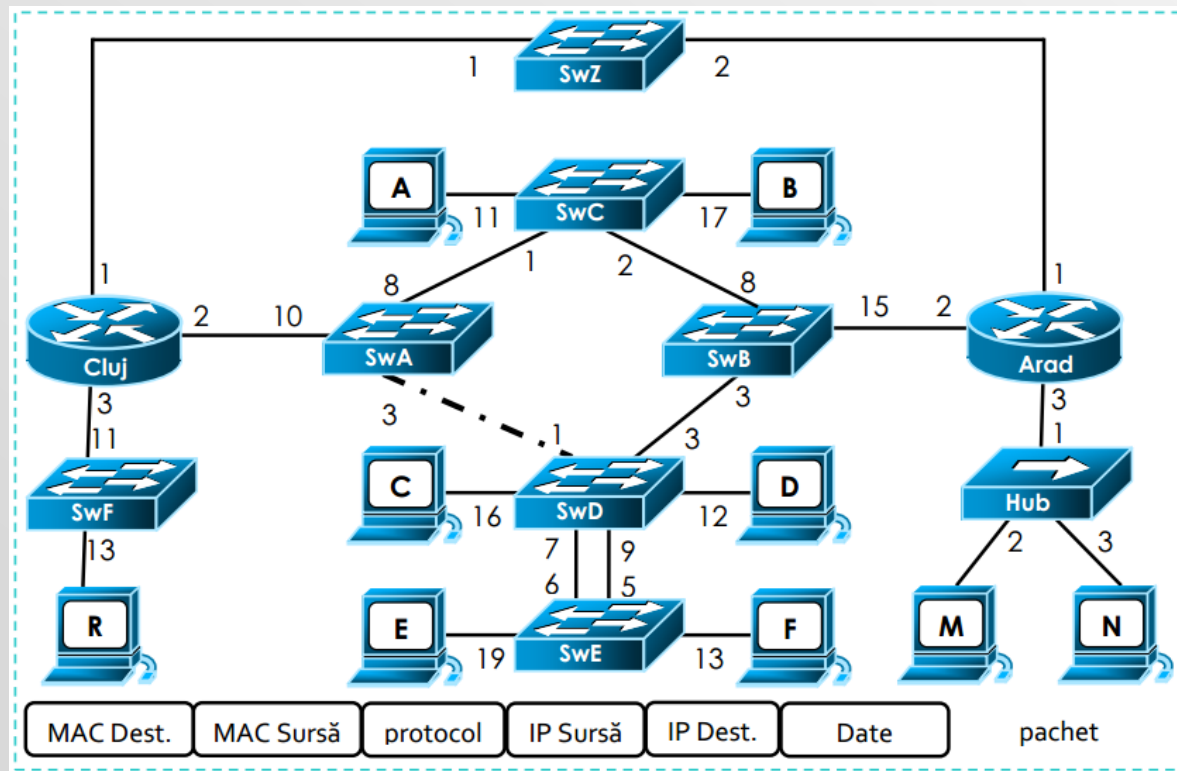 1 SwZ 2
A 11 SwC 17 B
1 2
1 8 8 1
Cluj 2 10 SwA SwB 15 2 Arad
3 3 3 3
11 1 3 1
SwF C 16 SwD 12 D Hub
13 7 9 2 3
6 5
R E 19 SwE 13 F M N
MAC Dest. MAC Sursă protocol IP Sursă IP Dest. Date pachet